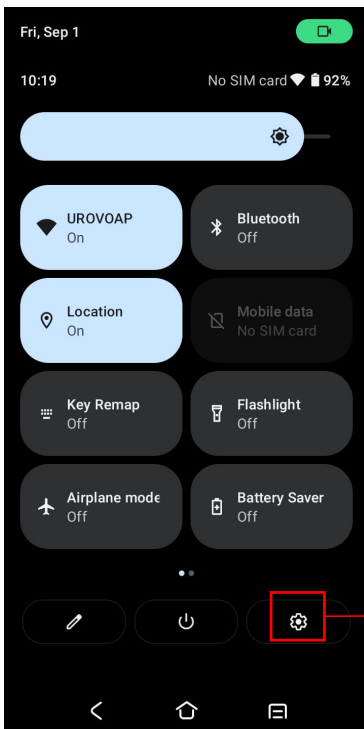 Fri, Sep 1
10:19 No SIM card 92%
UROVOAP
On
Bluetooth
Off
Location
On
Mobile data
No SIM card
Key Remap
Off
Flashlight
Off
Airplane mode
Off
Battery Saver
Off